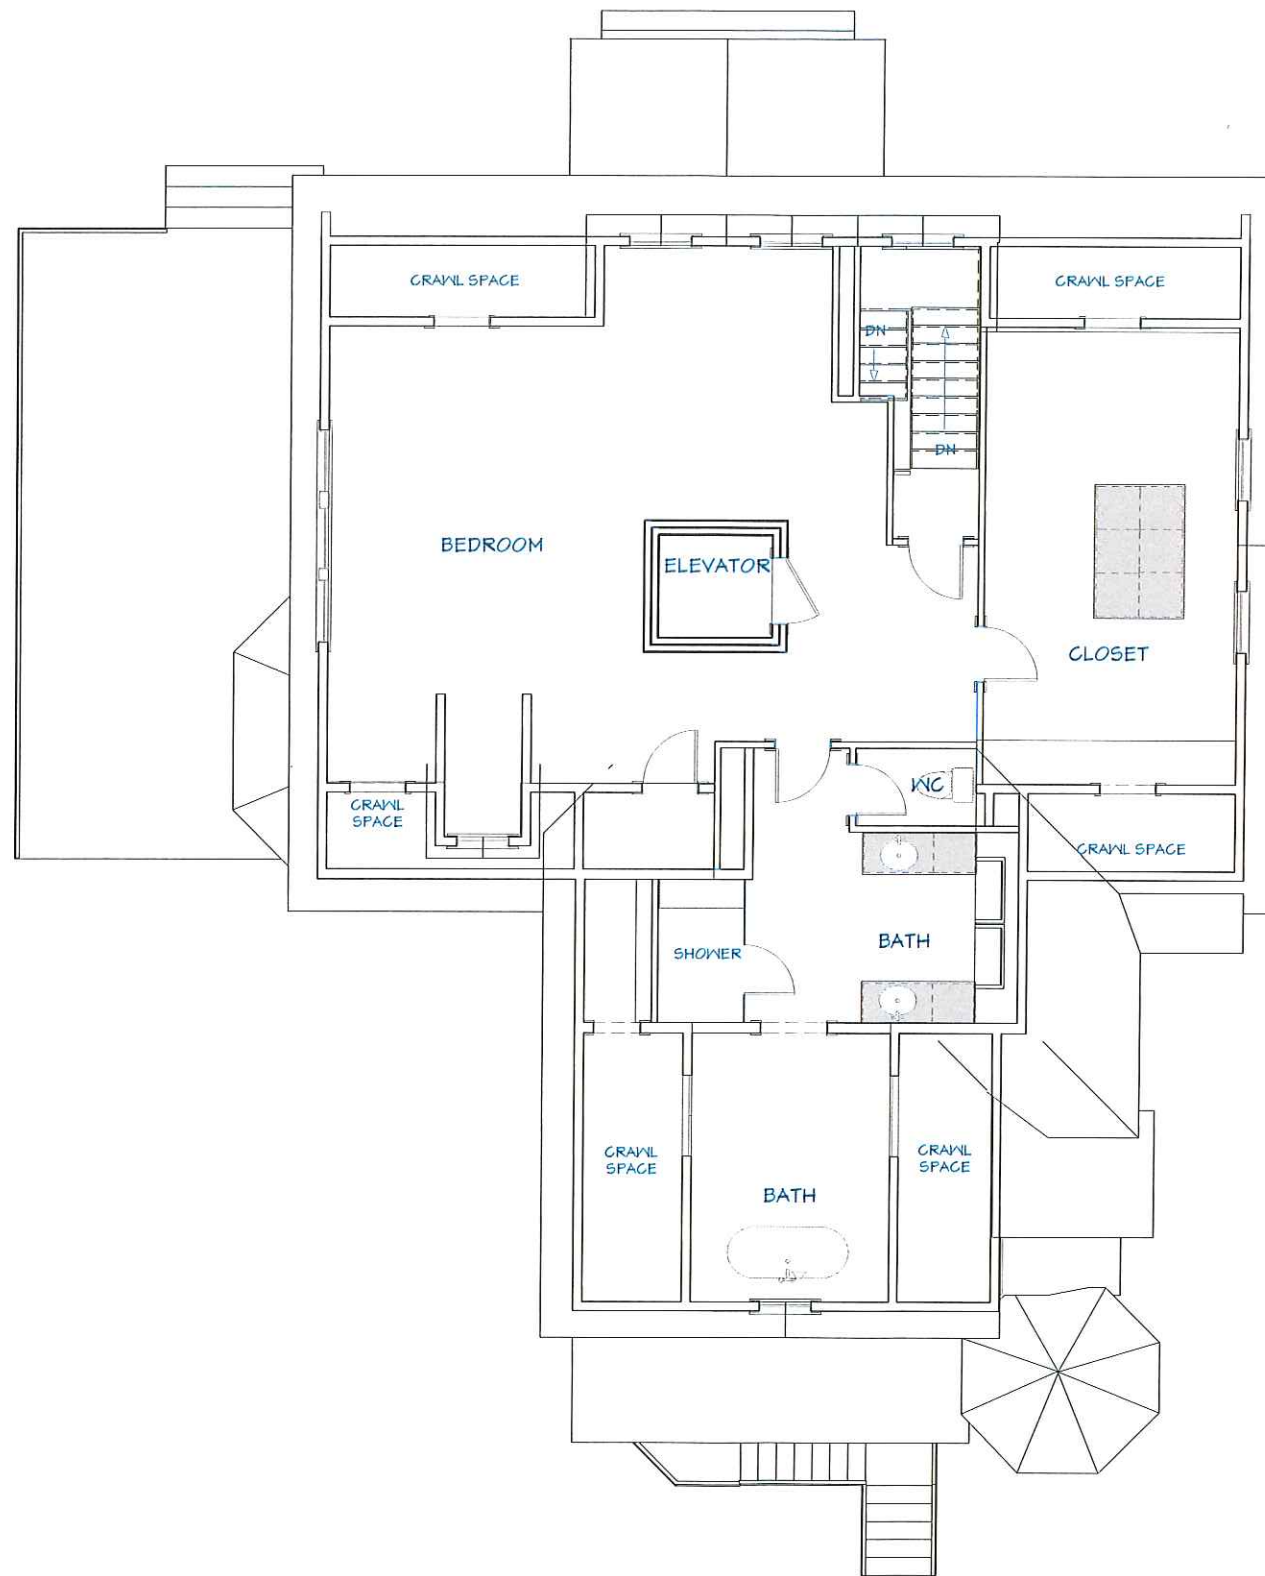 CRAWL SPACE
CRAWL SPACE
DN
DN
BEDROOM
ELEVATOR
CLOSET
WC
CRAWL
SPACE
CRAWL SPACE
BATH
SHOWER
CRAWL
SPACE
CRAWL
SPACE
BATH